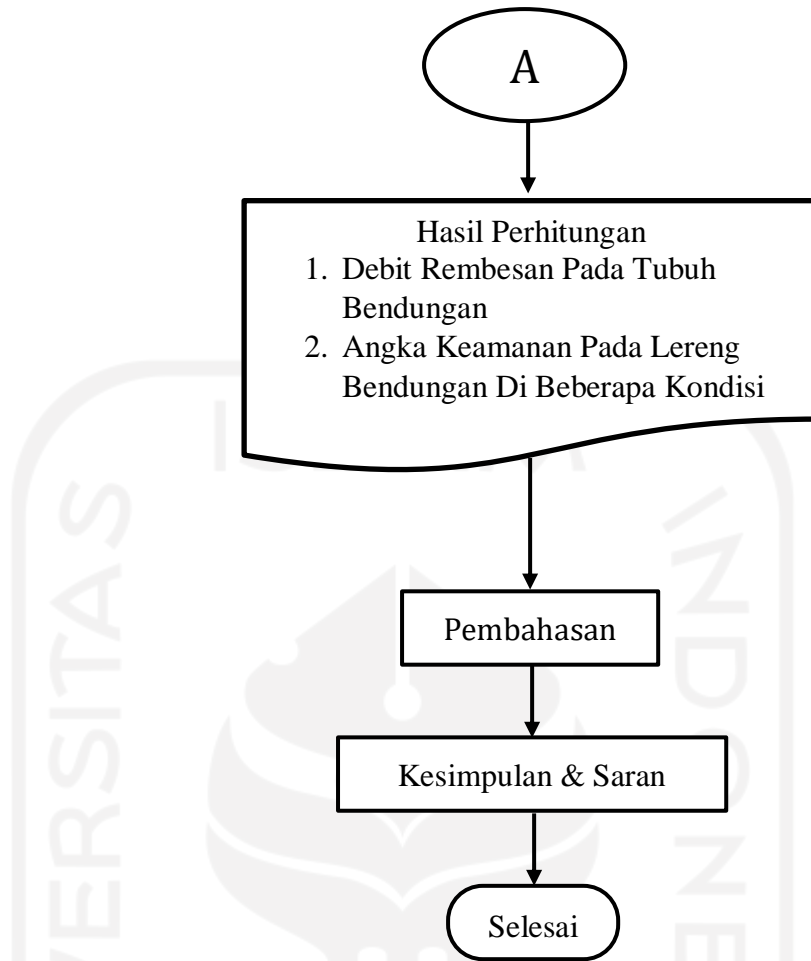 A
Hasil Perhitungan
1. Debit Rembesan Pada Tubuh
Bendungan
2. Angka Keamanan Pada Lereng
Bendungan Di Beberapa Kondisi
Pembahasan
Kesimpulan & Saran
Selesai